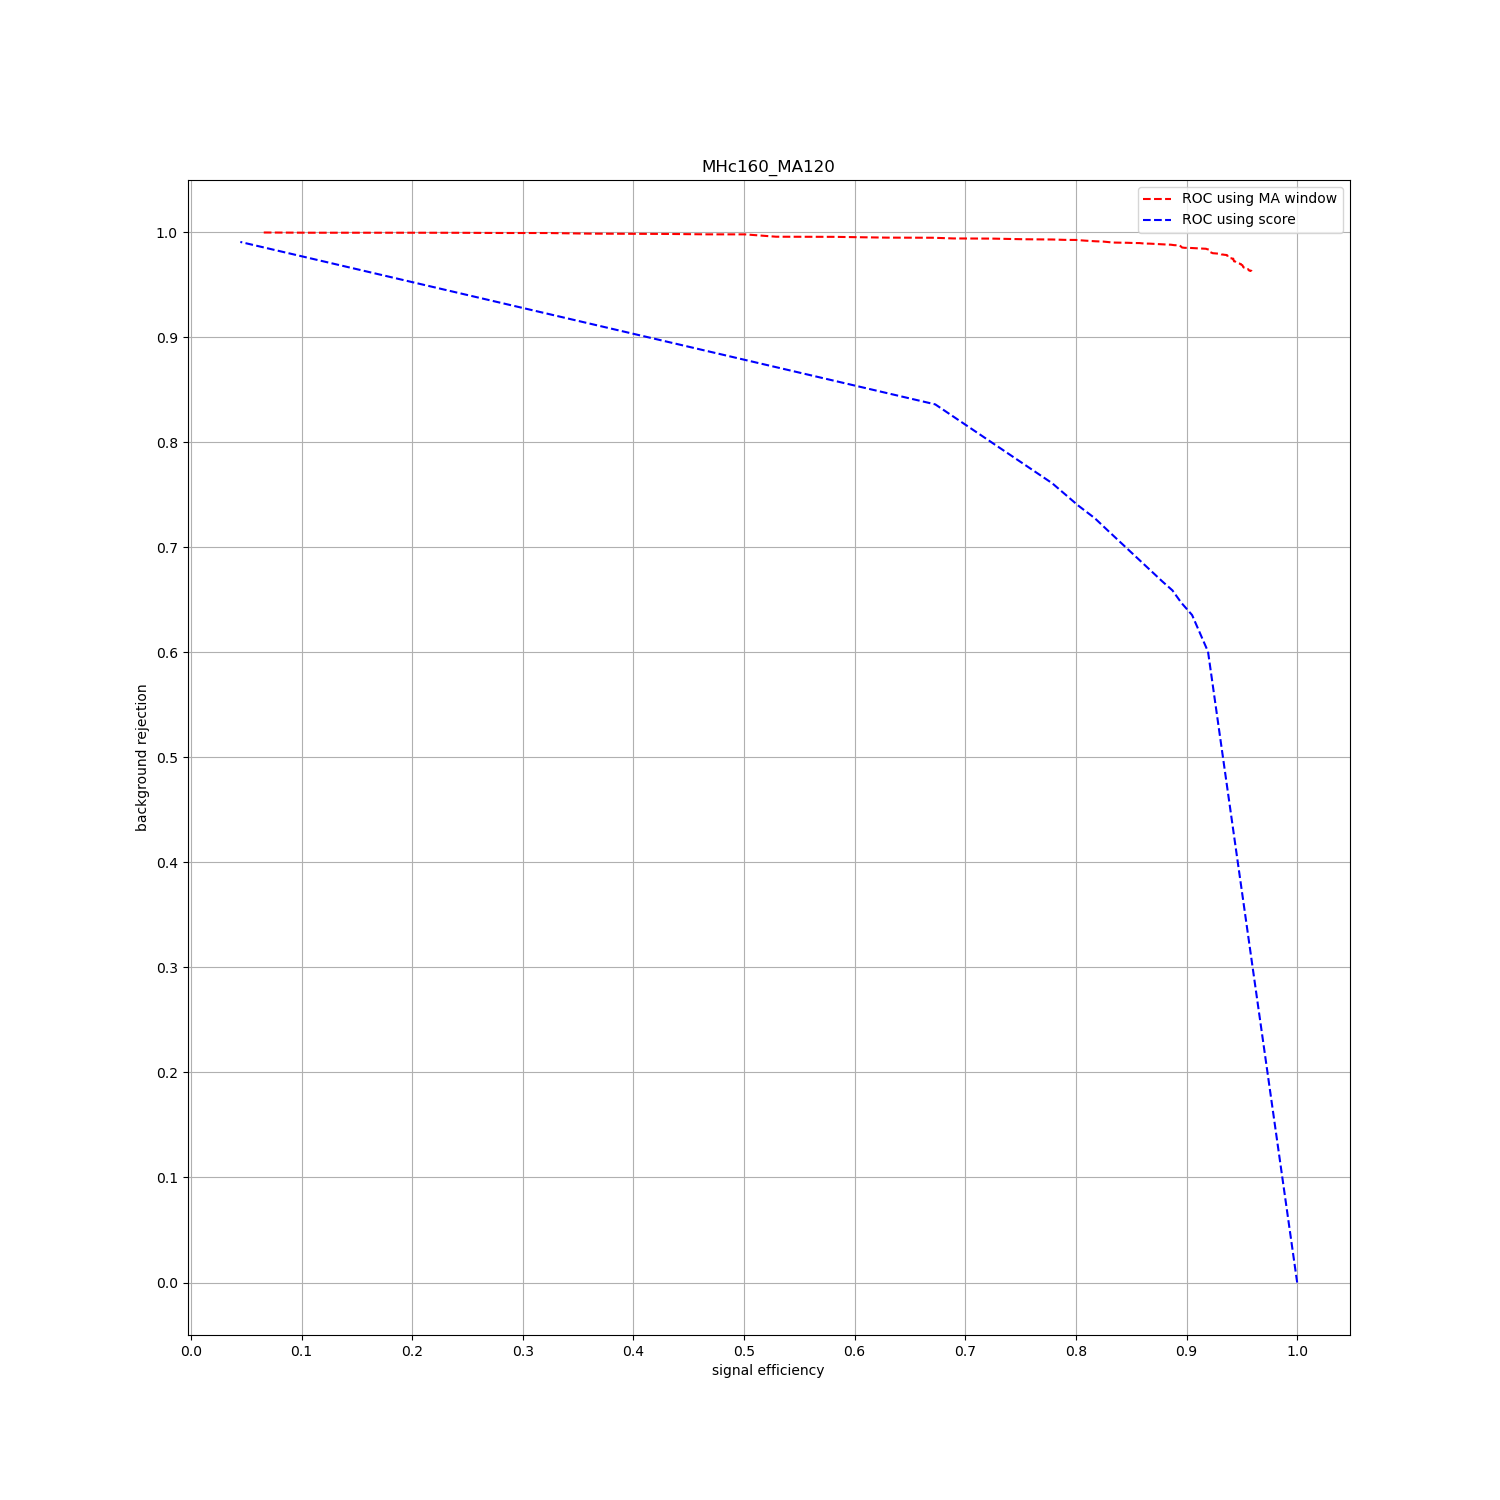 MHc160_MA120
ROC using MA window
ROC using score
1.0
0.9
0.8
0.7
0.6
0.5
0.4
0.3
0.2
0.1
0.0
background rejection
0.0 0.1 0.2 0.3 0.4 0.5 0.6 0.7 0.8 0.9 1.0
signal efficiency